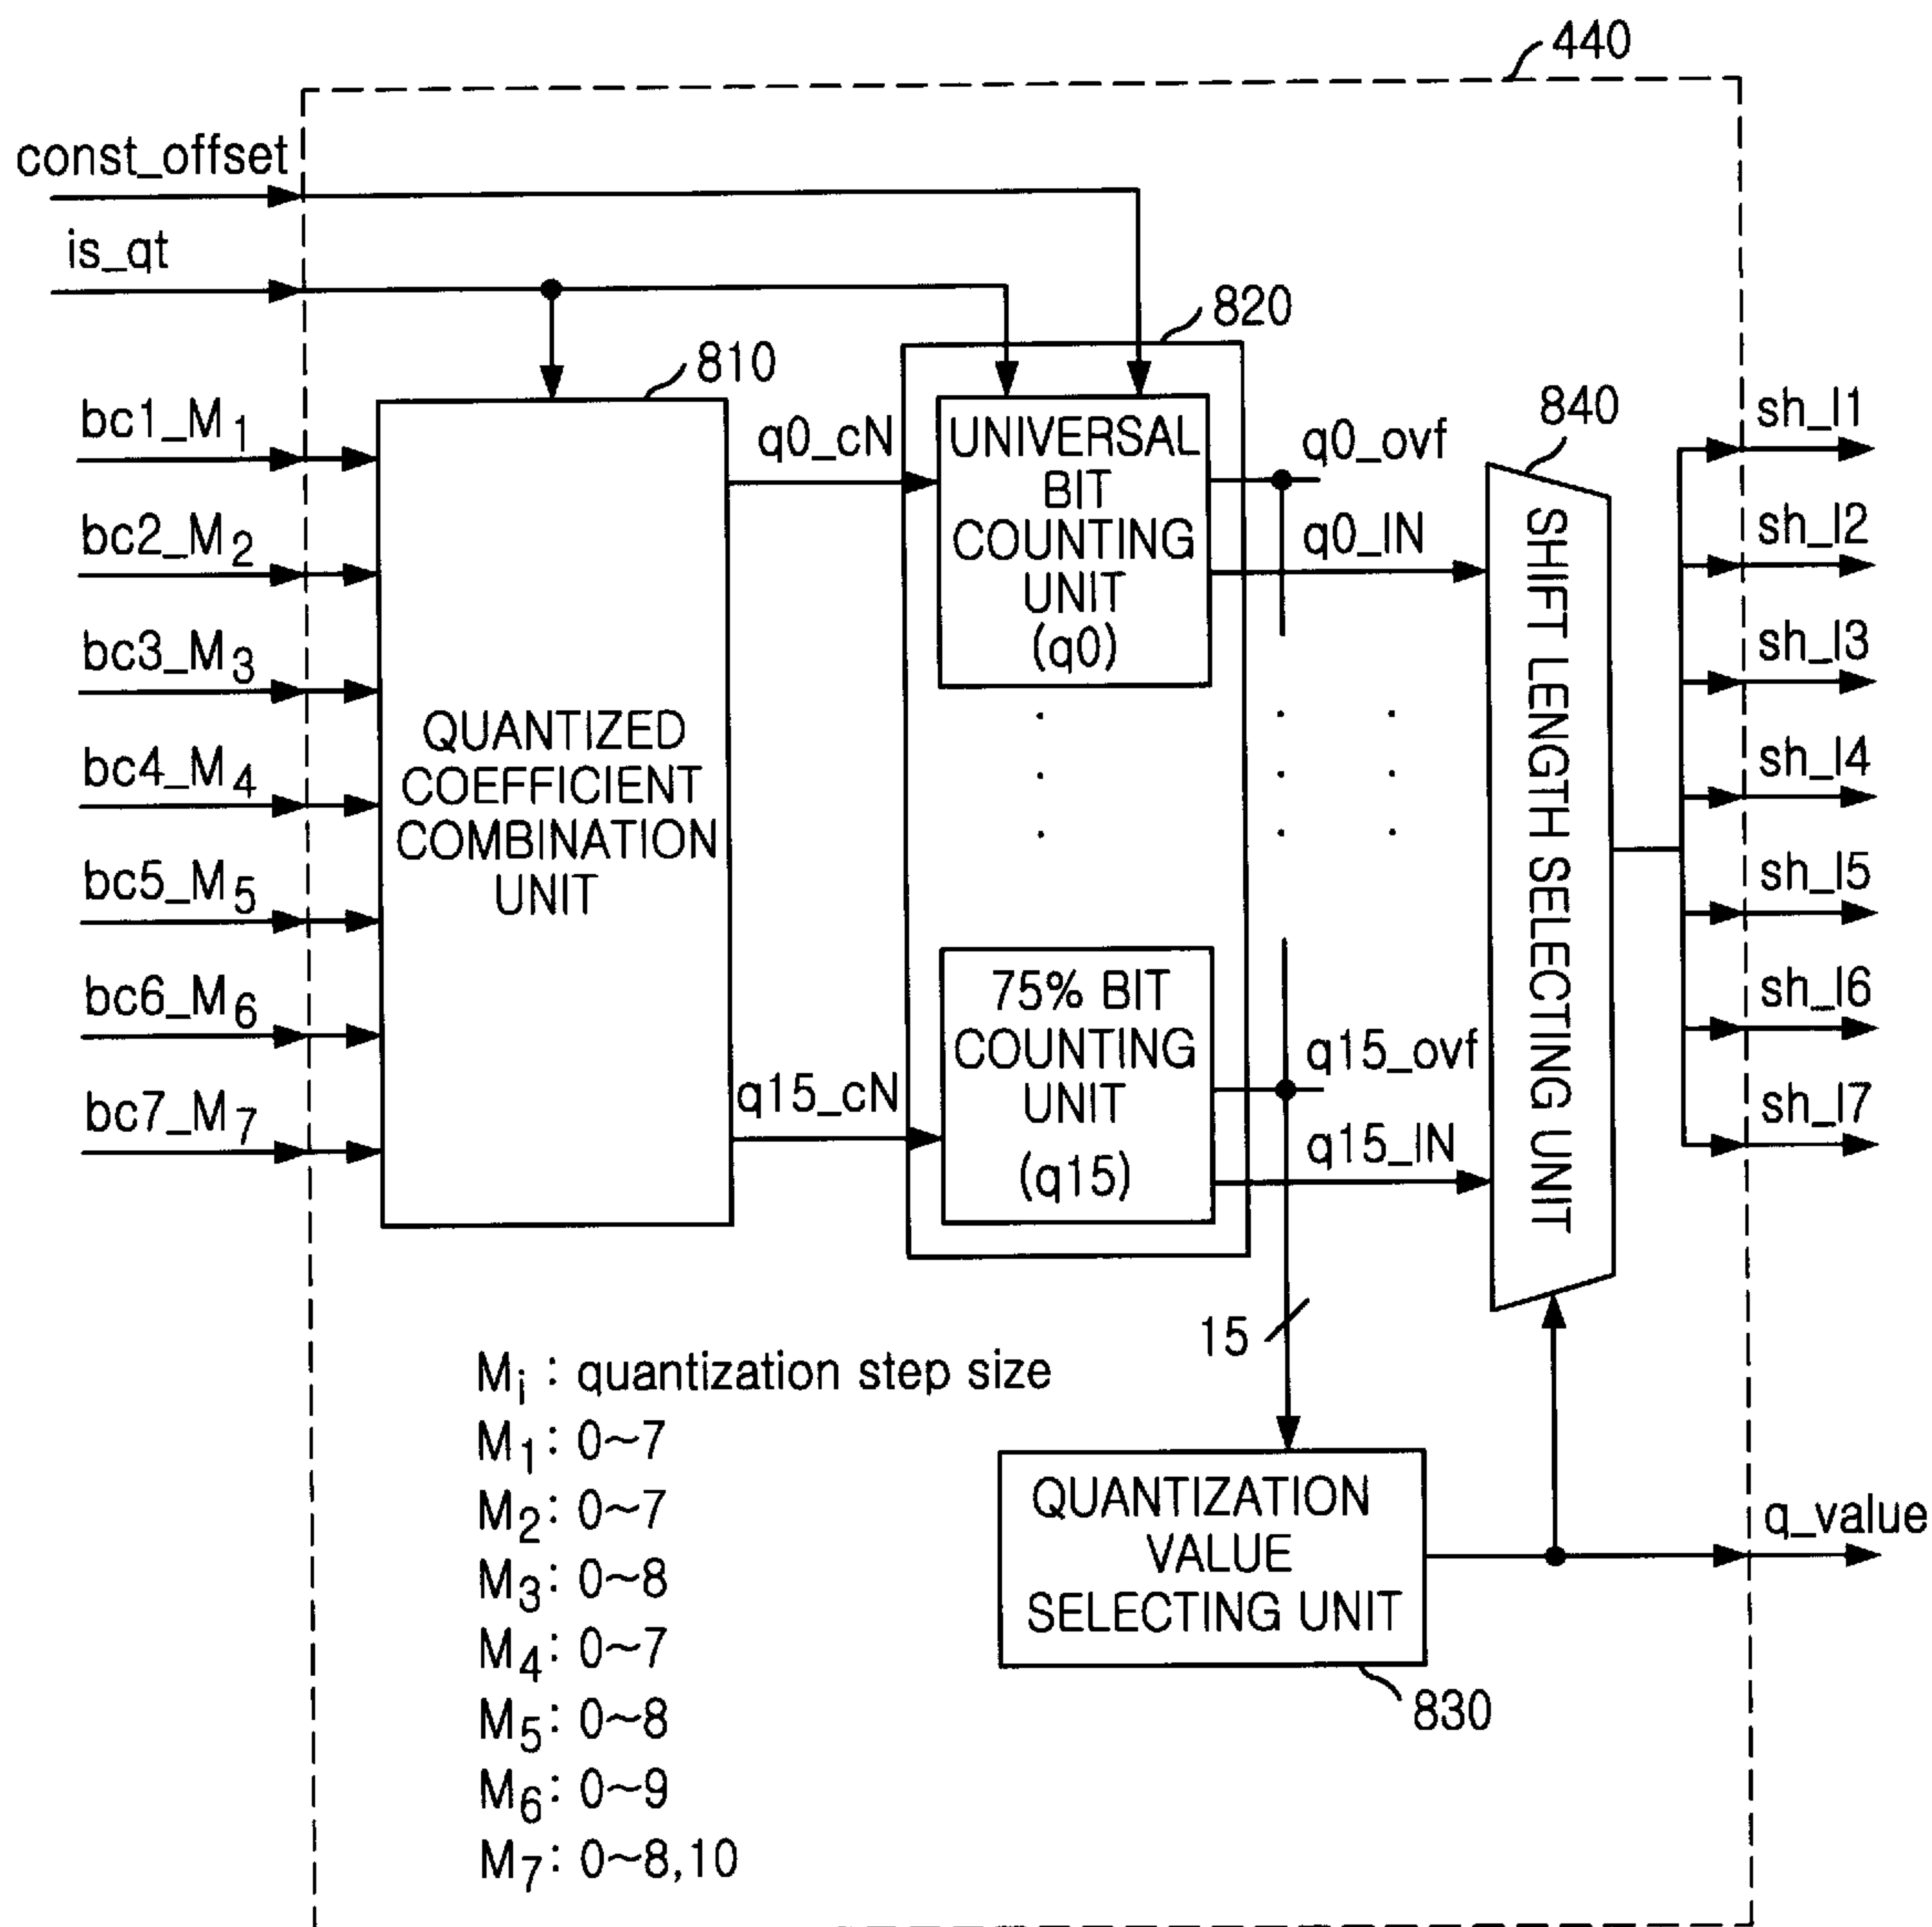 440
const_offset
is_qt
820
810
bc1_M1
q0_cN
UNIVERSAL
BIT
COUNTING
UNIT
(q0)
q0_ovf
q0_lN
840
sh_l1
bc2_M2
sh_l2
bc3_M3
sh_l3
QUANTIZED
COEFFICIENT
COMBINATION
UNIT
bc4_M4
sh_l4
SHIFT LENGTH SELECTING UNIT
bc5_M5
sh_l5
bc6_M6
75% BIT
COUNTING
UNIT
(q15)
sh_l6
q15_cN
q15_ovf
q15_lN
bc7_M7
sh_l7
15
Mi : quantization step size
M1 : 0~7
M2 : 0~7
M3 : 0~8
M4 : 0~7
M5 : 0~8
M6 : 0~9
M7 : 0~8,10
QUANTIZATION
VALUE
SELECTING UNIT
q_value
830